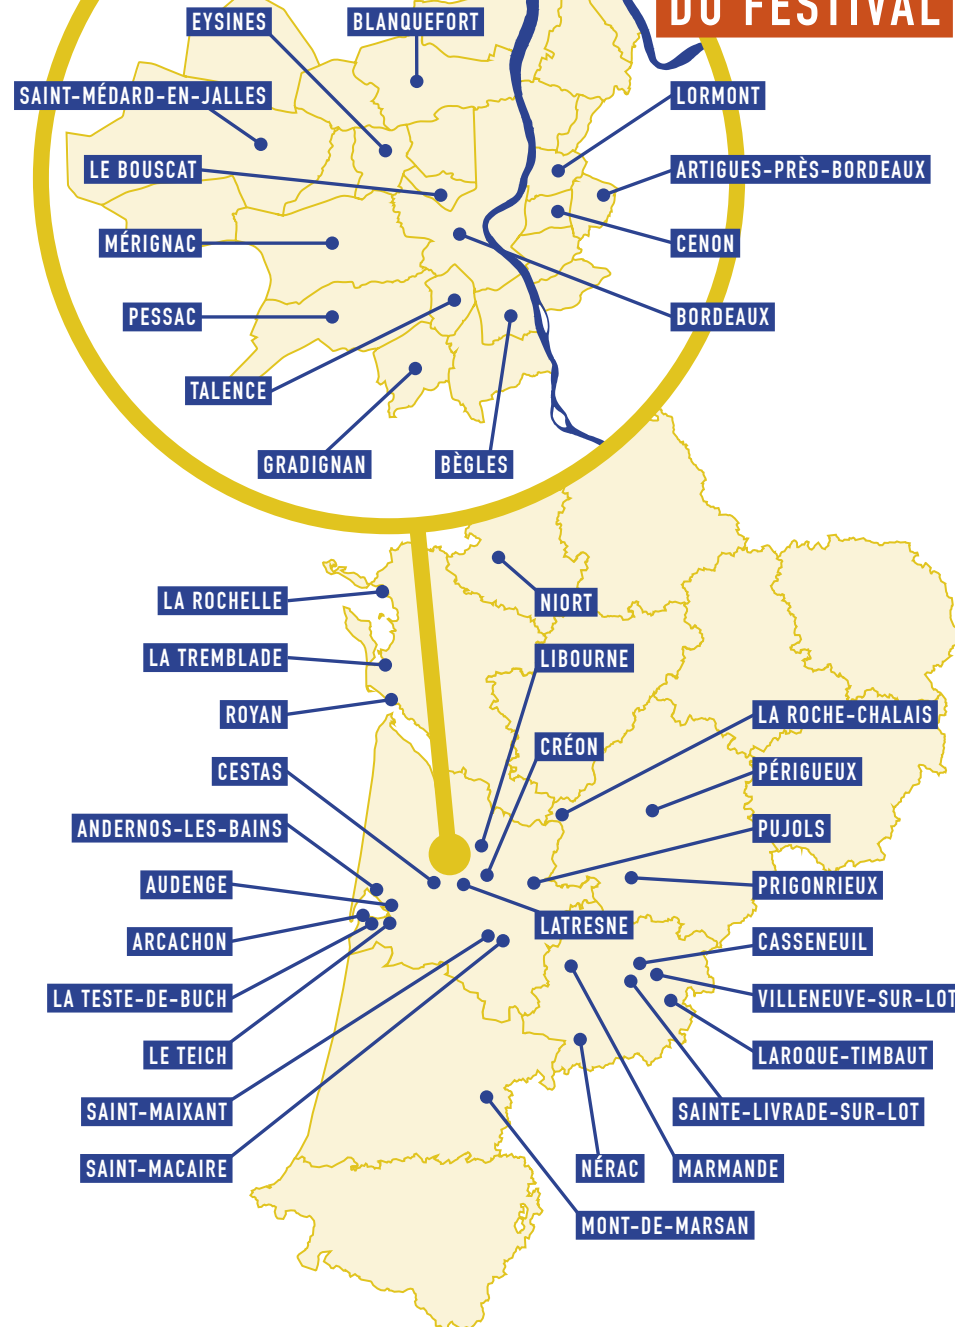 DU FESTIVAL
EYSINES
BLANQUEFORT
SAINT-MÉDARD-EN-JALLES
LORMONT
LE BOUSCAT
ARTIGUES-PRÈS-BORDEAUX
MÉRIGNAC
CENON
PESSAC
BORDEAUX
TALENCE
GRADIGNAN
BÈGLES
LA ROCHELLE
NIORT
LA TREMBLADE
LIBOURNE
ROYAN
LA ROCHE-CHALAIS
CRÉON
CESTAS
PÉRIGUEUX
ANDERNOS-LES-BAINS
PUJOLS
AUDENGE
PRIGONRIEUX
LATRESNE
ARCACHON
CASSENEUIL
LA TESTE-DE-BUCH
VILLENEUVE-SUR-LOT
LE TEICH
LAROQUE-TIMBAUT
SAINT-MAIXANT
SAINTE-LIVRADE-SUR-LOT
SAINT-MACAIRE
NÉRAC
MARMANDE
MONT-DE-MARSAN